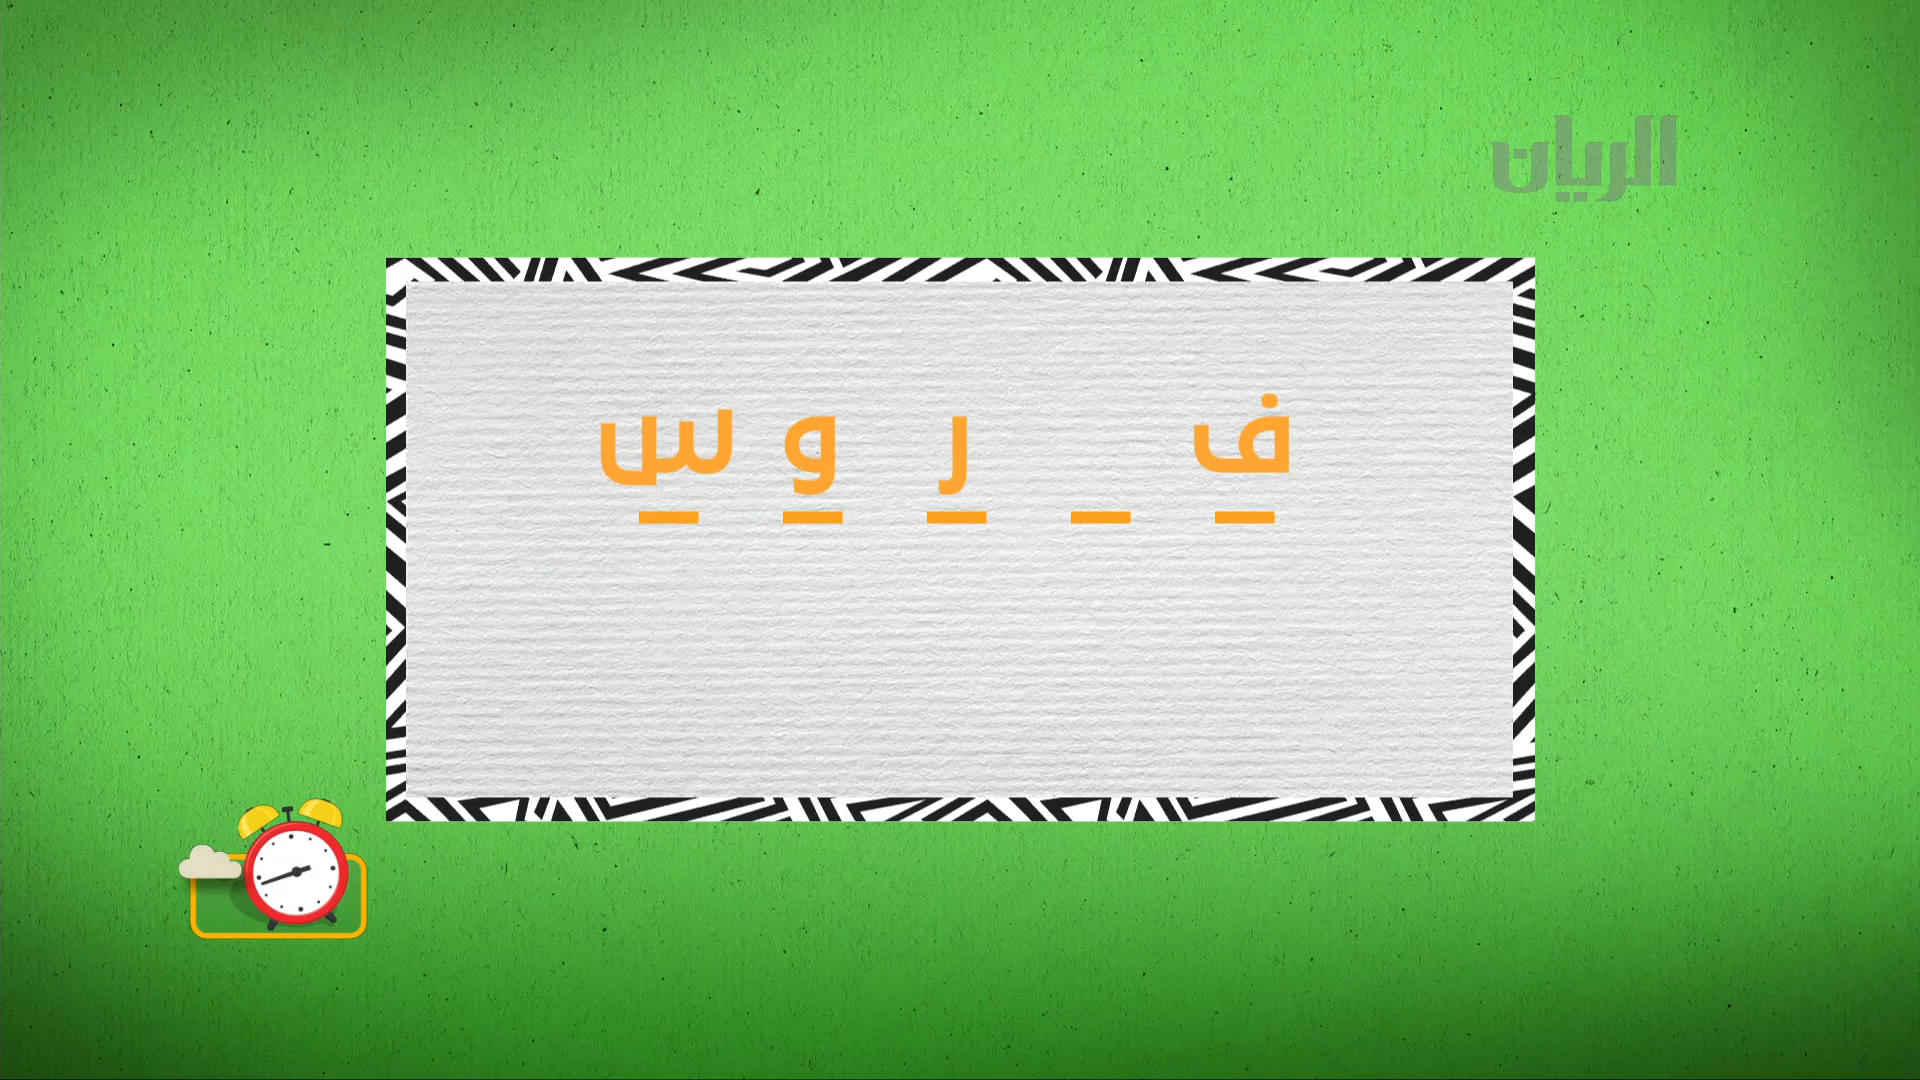 الريان
ف _ ر و س